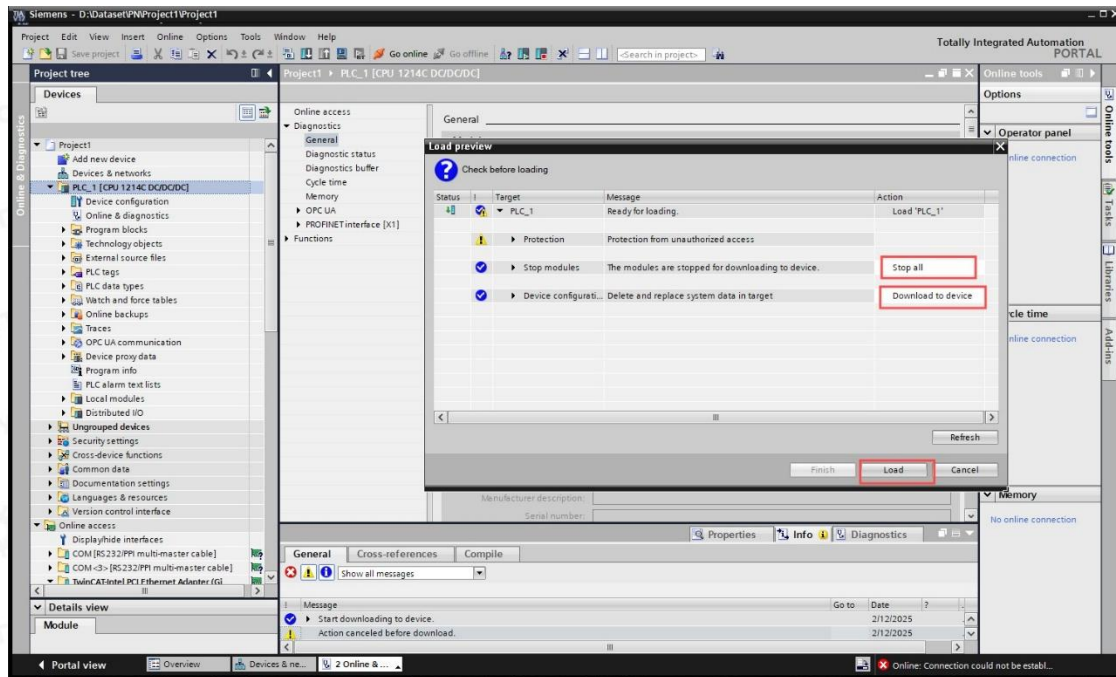 Siemens - D:\Dataset\PN\Project1\Project1
Project Edit View Insert Online Options Tools Window Help
Save project Go online Go offline <Search in project>
Totally Integrated Automation
PORTAL
Project tree
Project1 PLC_1 [CPU 1214C DC/DC/DC]
Online tools
Devices
Options
Online & Diagnostics
Project1
Add new device
Devices & networks
PLC_1 [CPU 1214C DC/DC/DC]
Device configuration
Online & diagnostics
Program blocks
Technology objects
External source files
PLC tags
PLC data types
Watch and force tables
Online backups
Traces
OPC UA communication
Device proxy data
Program info
PLC alarm text lists
Local modules
Distributed I/O
Ungrouped devices
Security settings
Cross-device functions
Common data
Documentation settings
Languages & resources
Version control interface
Online access
Display/hide interfaces
COM [RS232/PPI multi-master cable]
COM <3> [RS232/PPI multi-master cable]
TwinCAT-Intel PCI Ethernet Adapter (Gi
Details view
Module
Online access
Diagnostics
General
Diagnostic status
Diagnostics buffer
Cycle time
Memory
OPC UA
PROFINET interface [X1]
Functions
General
Load preview
Check before loading
Status ! Target Message Action
PLC_1 Ready for loading. Load 'PLC_1'
Protection Protection from unauthorized access
Stop modules The modules are stopped for downloading to device. Stop all
Device configurati... Delete and replace system data in target Download to device
Refresh
Finish Load Cancel
Manufacturer description:
Serial number:
Operator panel
nline connection
cle time
nline connection
Memory
No online connection
Online tools
Tasks
Libraries
Add-ins
Properties Info Diagnostics
General Cross-references Compile
Show all messages
! Message Go to Date ?
Start downloading to device. 2/12/2025
Action canceled before download. 2/12/2025
Portal view Overview Devices & ne... 2 Online & ... Online: Connection could not be establ...